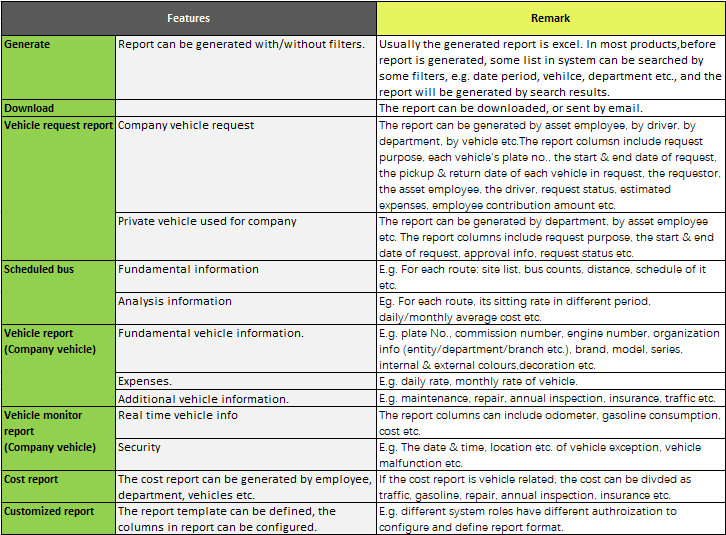 Features
Remark
Generate
Report can be generated with/without filters.
Usually the generated report is excel. In most products,before
report is generated, some list in system can be searched by
some filters, e.g. date period, vehilce, department etc., and the
report will be generated by search results.
Download
The report can be downloaded, or sent by email.
Vehicle request report
Company vehicle request
The report can be generated by asset employee, by driver, by
department, by vehicle etc.The report columsn include request
purpose, each vehicle's plate no., the start & end date of request,
the pickup & return date of each vehicle in request, the requestor,
the asset employee, the driver, request status, estimated
expenses, employee contribution amount etc.
Private vehicle used for company
The report can be generated by department, by asset employee
etc. The report columns include request purpose, the start & end
date of request, approval info, request status etc.
Scheduled bus
Fundamental information
E.g. For each route: site list, bus counts, distance, schedule of it
etc.
Analysis information
Eg. For each route, its sitting rate in different period,
daily/monthly average cost etc.
Vehicle report
(Company vehicle)
Fundamental vehicle information.
E.g. plate No., commission number, engine number, organization
info (entity/department/branch etc.), brand, model, series,
internal & external colours,decoration etc.
Expenses.
E.g. daily rate, monthly rate of vehicle.
Additional vehicle information.
E.g. maintenance, repair, annual inspection, insurance, traffic etc.
Vehicle monitor
report
(Company vehicle)
Real time vehicle info
The report columns can include odometer, gasoline consumption,
cost etc.
Security
E.g. The date & time, location etc. of vehicle exception, vehicle
malfunction etc.
Cost report
The cost report can be generated by employee,
department, vehicles etc.
If the cost report is vehicle related, the cost can be divded as
traffic, gasoline, repair, annual inspection, insurance etc.
Customized report
The report template can be defined, the
columns in report can be configured.
E.g. different system roles have different authroization to
configure and define report format.